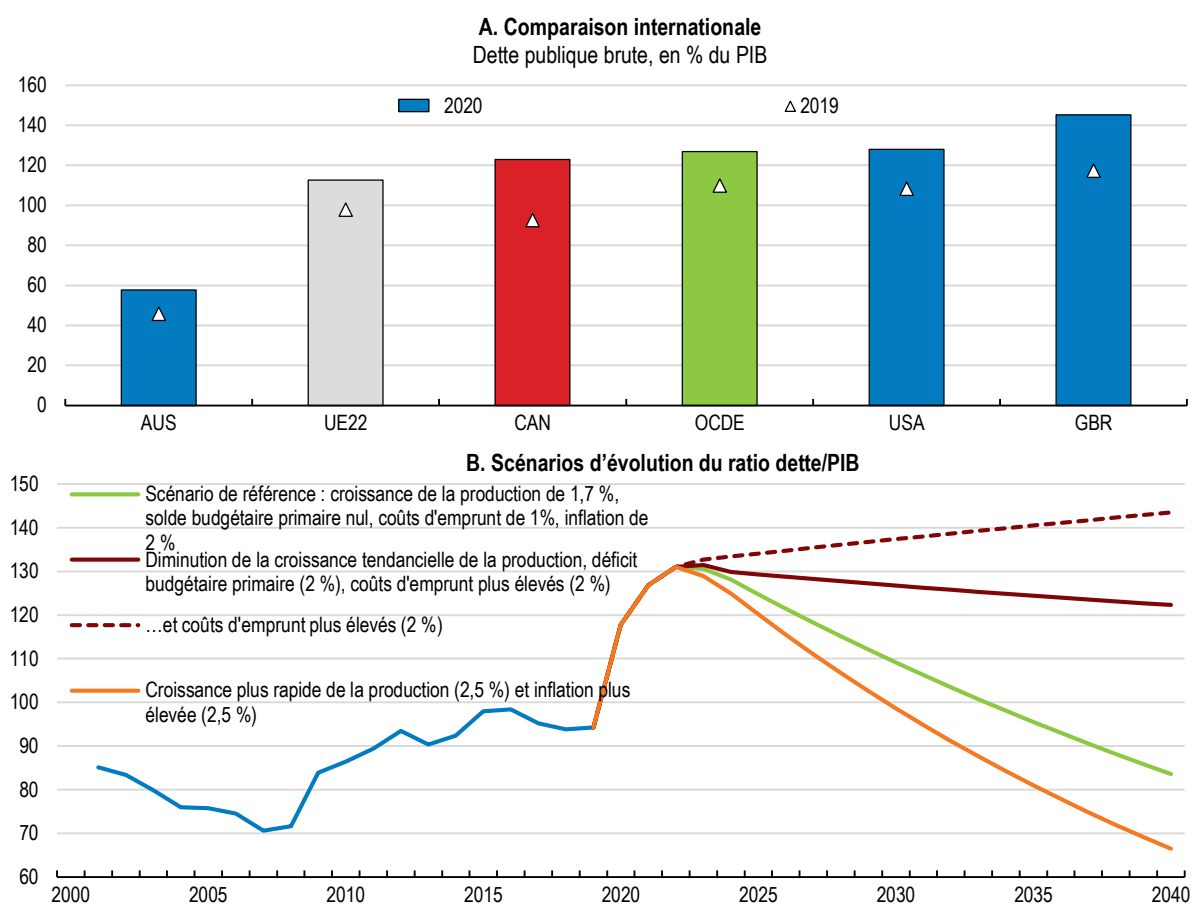 A. Comparaison internationale
Dette publique brute, en % du PIB
160
140
120
100
80
60
40
20
0
2020
2019
AUS
UE22
CAN
OCDE
USA
GBR
B. Scénarios d'évolution du ratio dette/PIB
150
140
130
120
110
100
90
80
70
60
Scénario de référence : croissance de la production de 1,7 %,
solde budgétaire primaire nul, coûts d'emprunt de 1%, inflation de
2 %
Diminution de la croissance tendancielle de la production, déficit
budgétaire primaire (2 %), coûts d'emprunt plus élevés (2 %)
…et coûts d'emprunt plus élevés (2 %)
Croissance plus rapide de la production (2,5 %) et inflation plus
élevée (2,5 %)
2000
2005
2010
2015
2020
2025
2030
2035
2040